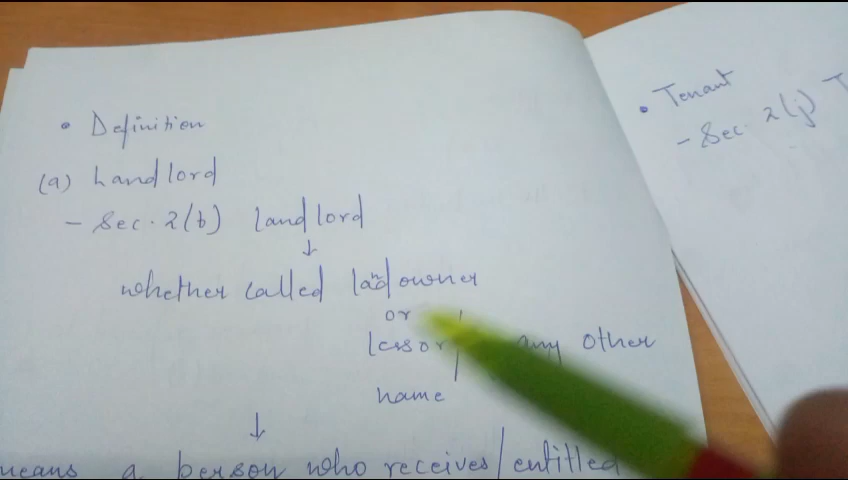 • Definition
(a) Landlord
- Sec. 2(b) landlord
↓
whether called landowner
or
lessor/ any other
name
↓
means a person who receives/entitled
• Tenant
- Sec. 2(j) T